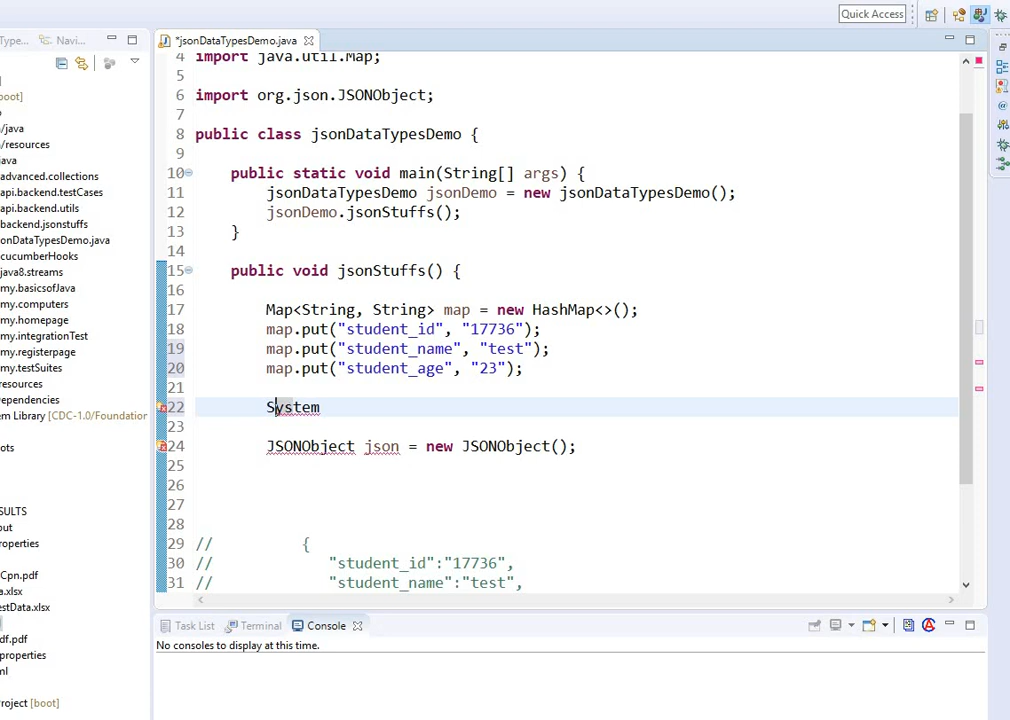 Quick Access
Type...
Navi...
*jsonDataTypesDemo.java
4 import java.util.Map;
5
6 import org.json.JSONObject;
7
8 public class jsonDataTypesDemo {
9
10 public static void main(String[] args) {
11 jsonDataTypesDemo jsonDemo = new jsonDataTypesDemo();
12 jsonDemo.jsonStuffs();
13 }
14
15 public void jsonStuffs() {
16
17 Map<String, String> map = new HashMap<>();
18 map.put("student_id", "17736");
19 map.put("student_name", "test");
20 map.put("student_age", "23");
21
22 System
23
24 JSONObject json = new JSONObject();
25
26
27
28
29 // {
30 // "student_id":"17736",
31 // "student_name":"test",
oot]
/java
/resources
ava
advanced.collections
api.backend.testCases
api.backend.utils
backend.jsonstuffs
onDataTypesDemo.java
cucumberHooks
java8.streams
my.basicsofJava
my.computers
my.homepage
my.integrationTest
my.registerpage
my.testSuites
resources
ependencies
em Library [CDC-1.0/Foundation
ots
SULTS
put
roperties
Cpn.pdf
a.xlsx
estData.xlsx
df.pdf
properties
ml
roject [boot]
Task List
Terminal
Console
No consoles to display at this time.